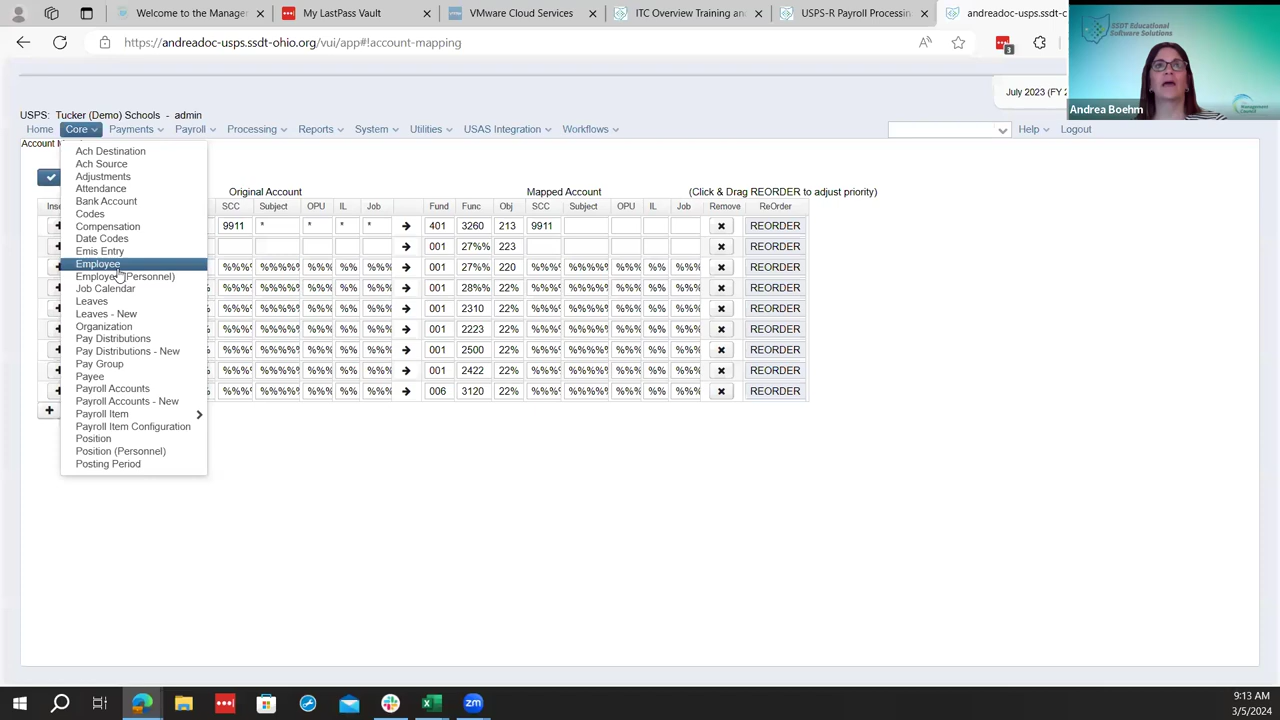 Welcome to the Manage
My LastPass Vault
VMware Cloud Services
ITC Overview Training an
USPS-R Payroll Processin
andreadoc-usps.ssdt-c
https://andreadoc-usps.ssdt-ohio.org/vui/app#!account-mapping
3
SSDT Educational
Software Solutions
Andrea Boehm
July 2023 (FY 2
USPS: Tucker (Demo) Schools - admin
Home Core Payments Payroll Processing Reports System Utilities USAS Integration Workflows Help Logout
Account M
Ach Destination
Ach Source
Adjustments
Attendance
Bank Account
Codes
Compensation
Date Codes
Emis Entry
Employee
Employee (Personnel)
Job Calendar
Leaves
Leaves - New
Organization
Pay Distributions
Pay Distributions - New
Pay Group
Payee
Payroll Accounts
Payroll Accounts - New
Payroll Item
Payroll Item Configuration
Position
Position (Personnel)
Posting Period
Original Account Mapped Account (Click & Drag REORDER to adjust priority)
Inse SCC Subject OPU IL Job Fund Func Obj SCC Subject OPU IL Job Remove ReOrder
9911 * * * * 401 3260 213 9911 REORDER
001 27%% 223 REORDER
%%%% %%%%% %%% %% %%% 001 27%% 220 %%%% %%%%% %%% %% %%% REORDER
%%%% %%%%% %%% %% %%% 001 28%% 22% %%%% %%%%% %%% %% %%% REORDER
%%%% %%%%% %%% %% %%% 001 2310 22% %%%% %%%%% %%% %% %%% REORDER
%%%% %%%%% %%% %% %%% 001 2223 22% %%%% %%%%% %%% %% %%% REORDER
%%%% %%%%% %%% %% %%% 001 2500 22% %%%% %%%%% %%% %% %%% REORDER
%%%% %%%%% %%% %% %%% 001 2422 22% %%%% %%%%% %%% %% %%% REORDER
%%%% %%%%% %%% %% %%% 006 3120 22% %%%% %%%%% %%% %% %%% REORDER
9:13 AM
3/5/2024